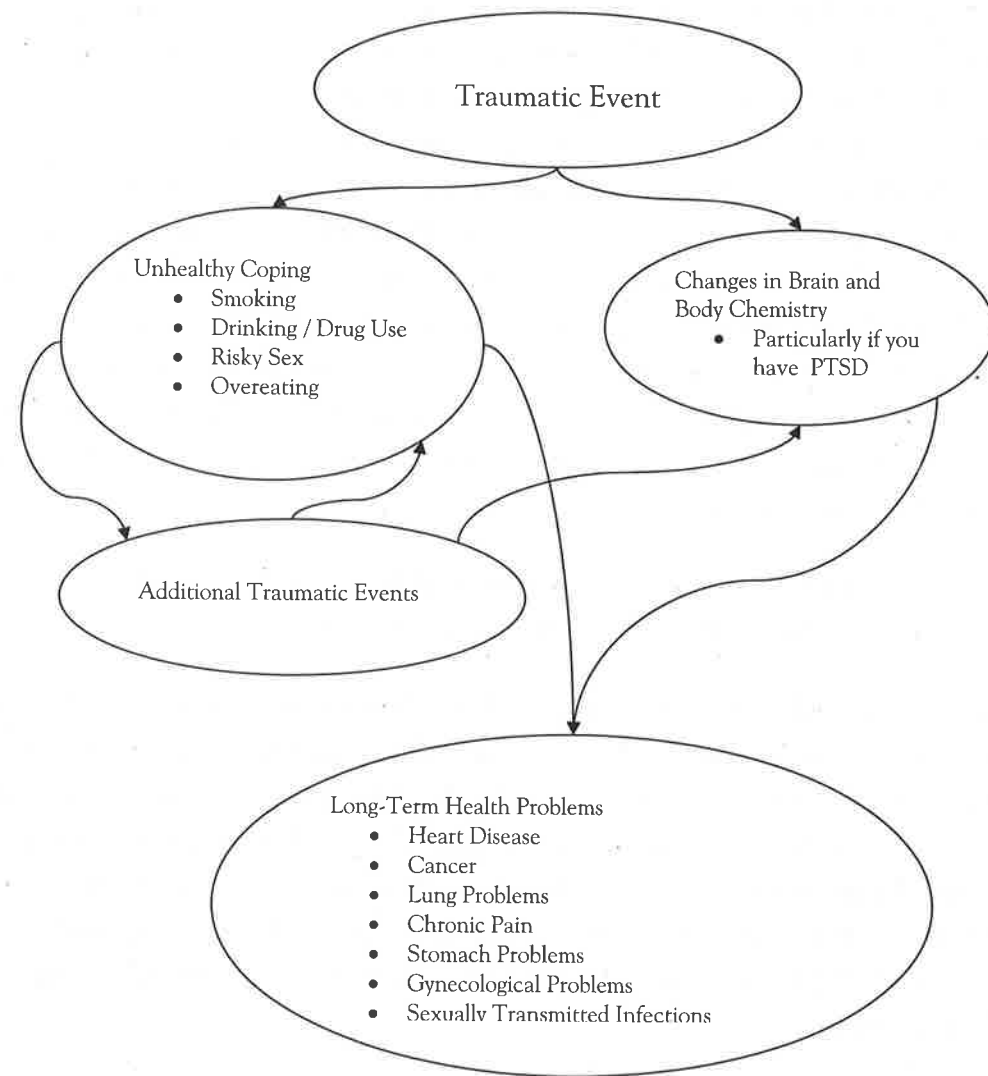 Traumatic Event
Unhealthy Coping
• Smoking
• Drinking / Drug Use
• Risky Sex
• Overeating
Changes in Brain and
Body Chemistry
• Particularly if you
have PTSD
Additional Traumatic Events
Long-Term Health Problems
• Heart Disease
• Cancer
• Lung Problems
• Chronic Pain
• Stomach Problems
• Gynecological Problems
• Sexually Transmitted Infections